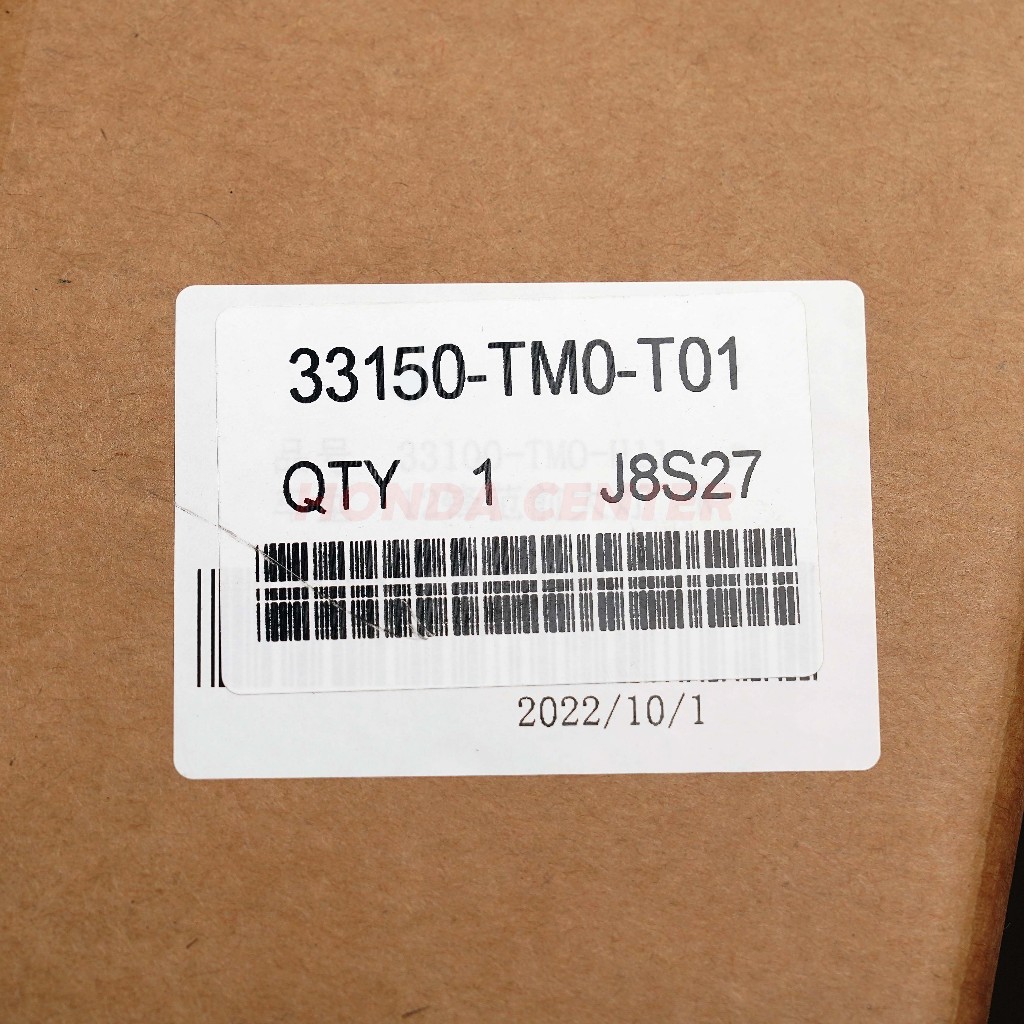 33150-TM0-T01
QTY 1 J8S27
HONDA CENTER
2022/10/1